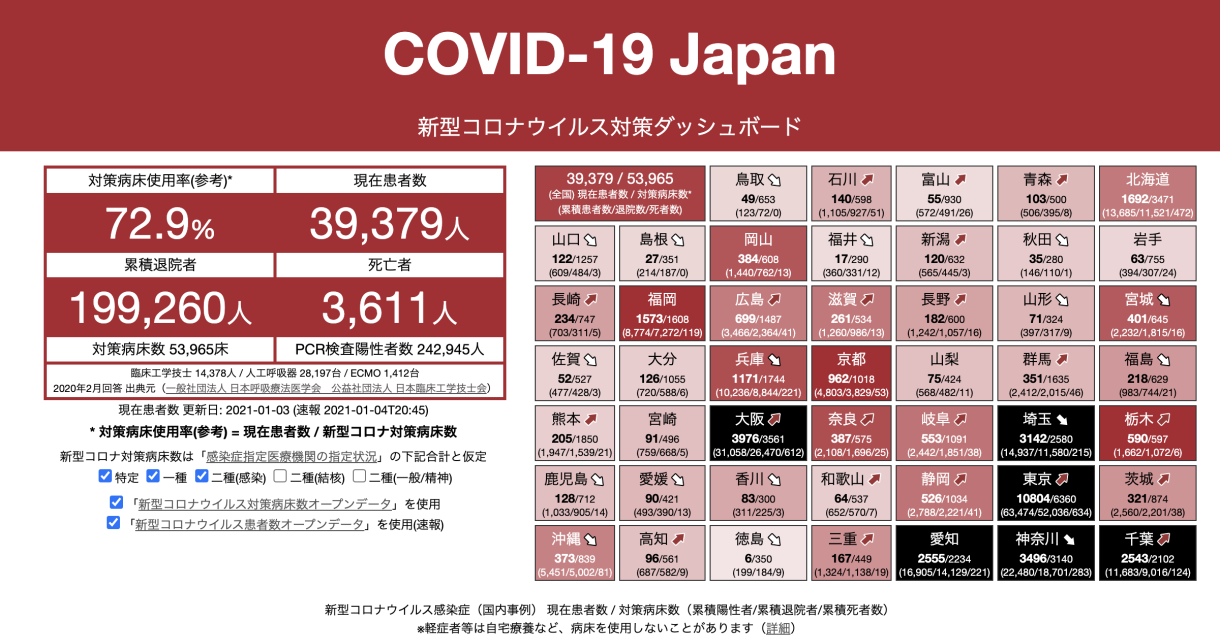 COVID-19 Japan
新型コロナウイルス対策ダッシュボード
対策病床使用率(参考)*
現在患者数
72.9%
39,379人
累積退院者
死亡者
199,260人
3,611人
対策病床数 53,965床
PCR検査陽性者数 242,945人
臨床工学技士 14,378人 / 人工呼吸器 28,197台 / ECMO 1,412台
2020年2月回答 出典元（一般社団法人 日本呼吸療法医学会　公益社団法人 日本臨床工学技士会）
現在患者数 更新日: 2021-01-03 (速報 2021-01-04T20:45)
* 対策病床使用率(参考) = 現在患者数 / 新型コロナ対策病床数
新型コロナ対策病床数は「感染症指定医療機関の指定状況」の下記合計と仮定
特定 一種 二種(感染) 二種(結核) 二種(一般/精神)
「新型コロナウイルス対策病床数オープンデータ」を使用
「新型コロナウイルス患者数オープンデータ」を使用(速報)
39,379 / 53,965
(全国) 現在患者数 / 対策病床数*
(累積患者数/退院数/死者数)
鳥取
49/653
(123/72/0)
石川
140/598
(1,105/927/51)
富山
55/930
(572/491/26)
青森
103/500
(506/395/8)
北海道
1692/3471
(13,685/11,521/472)
山口
122/1257
(609/484/3)
島根
27/351
(214/187/0)
岡山
384/608
(1,440/762/13)
福井
17/290
(360/331/12)
新潟
120/632
(565/445/3)
秋田
35/280
(146/110/1)
岩手
63/755
(394/307/24)
長崎
234/747
(703/311/5)
福岡
1573/1608
(8,774/7,272/119)
広島
699/1487
(3,466/2,364/41)
滋賀
261/534
(1,260/986/13)
長野
182/600
(1,242/1,057/16)
山形
71/324
(397/317/9)
宮城
401/645
(2,232/1,815/16)
佐賀
52/527
(477/428/3)
大分
126/1055
(720/588/6)
兵庫
1171/1744
(10,236/8,844/221)
京都
962/1018
(4,803/3,829/53)
山梨
75/424
(568/482/11)
群馬
351/1635
(2,412/2,015/46)
福島
218/629
(983/744/21)
熊本
205/1850
(1,947/1,539/21)
宮崎
91/496
(759/668/5)
大阪
3976/3561
(31,058/26,470/612)
奈良
387/575
(2,108/1,696/25)
岐阜
553/1091
(2,442/1,851/38)
埼玉
3142/2580
(14,937/11,580/215)
栃木
590/597
(1,662/1,072/6)
鹿児島
128/712
(1,033/905/14)
愛媛
90/421
(493/390/13)
香川
83/300
(311/225/3)
和歌山
64/537
(652/570/7)
静岡
526/1034
(2,788/2,221/41)
東京
10804/6360
(63,474/52,036/634)
茨城
321/874
(2,560/2,201/38)
沖縄
373/839
(5,451/5,002/81)
高知
96/561
(687/582/9)
徳島
6/350
(199/184/9)
三重
167/449
(1,324/1,138/19)
愛知
2555/2234
(16,905/14,129/221)
神奈川
3496/3140
(22,480/18,701/283)
千葉
2543/2102
(11,683/9,016/124)
新型コロナウイルス感染症（国内事例） 現在患者数 / 対策病床数（累積陽性者/累積退院者/累積死者数）
※軽症者等は自宅療養など、病床を使用しないことがあります（詳細）